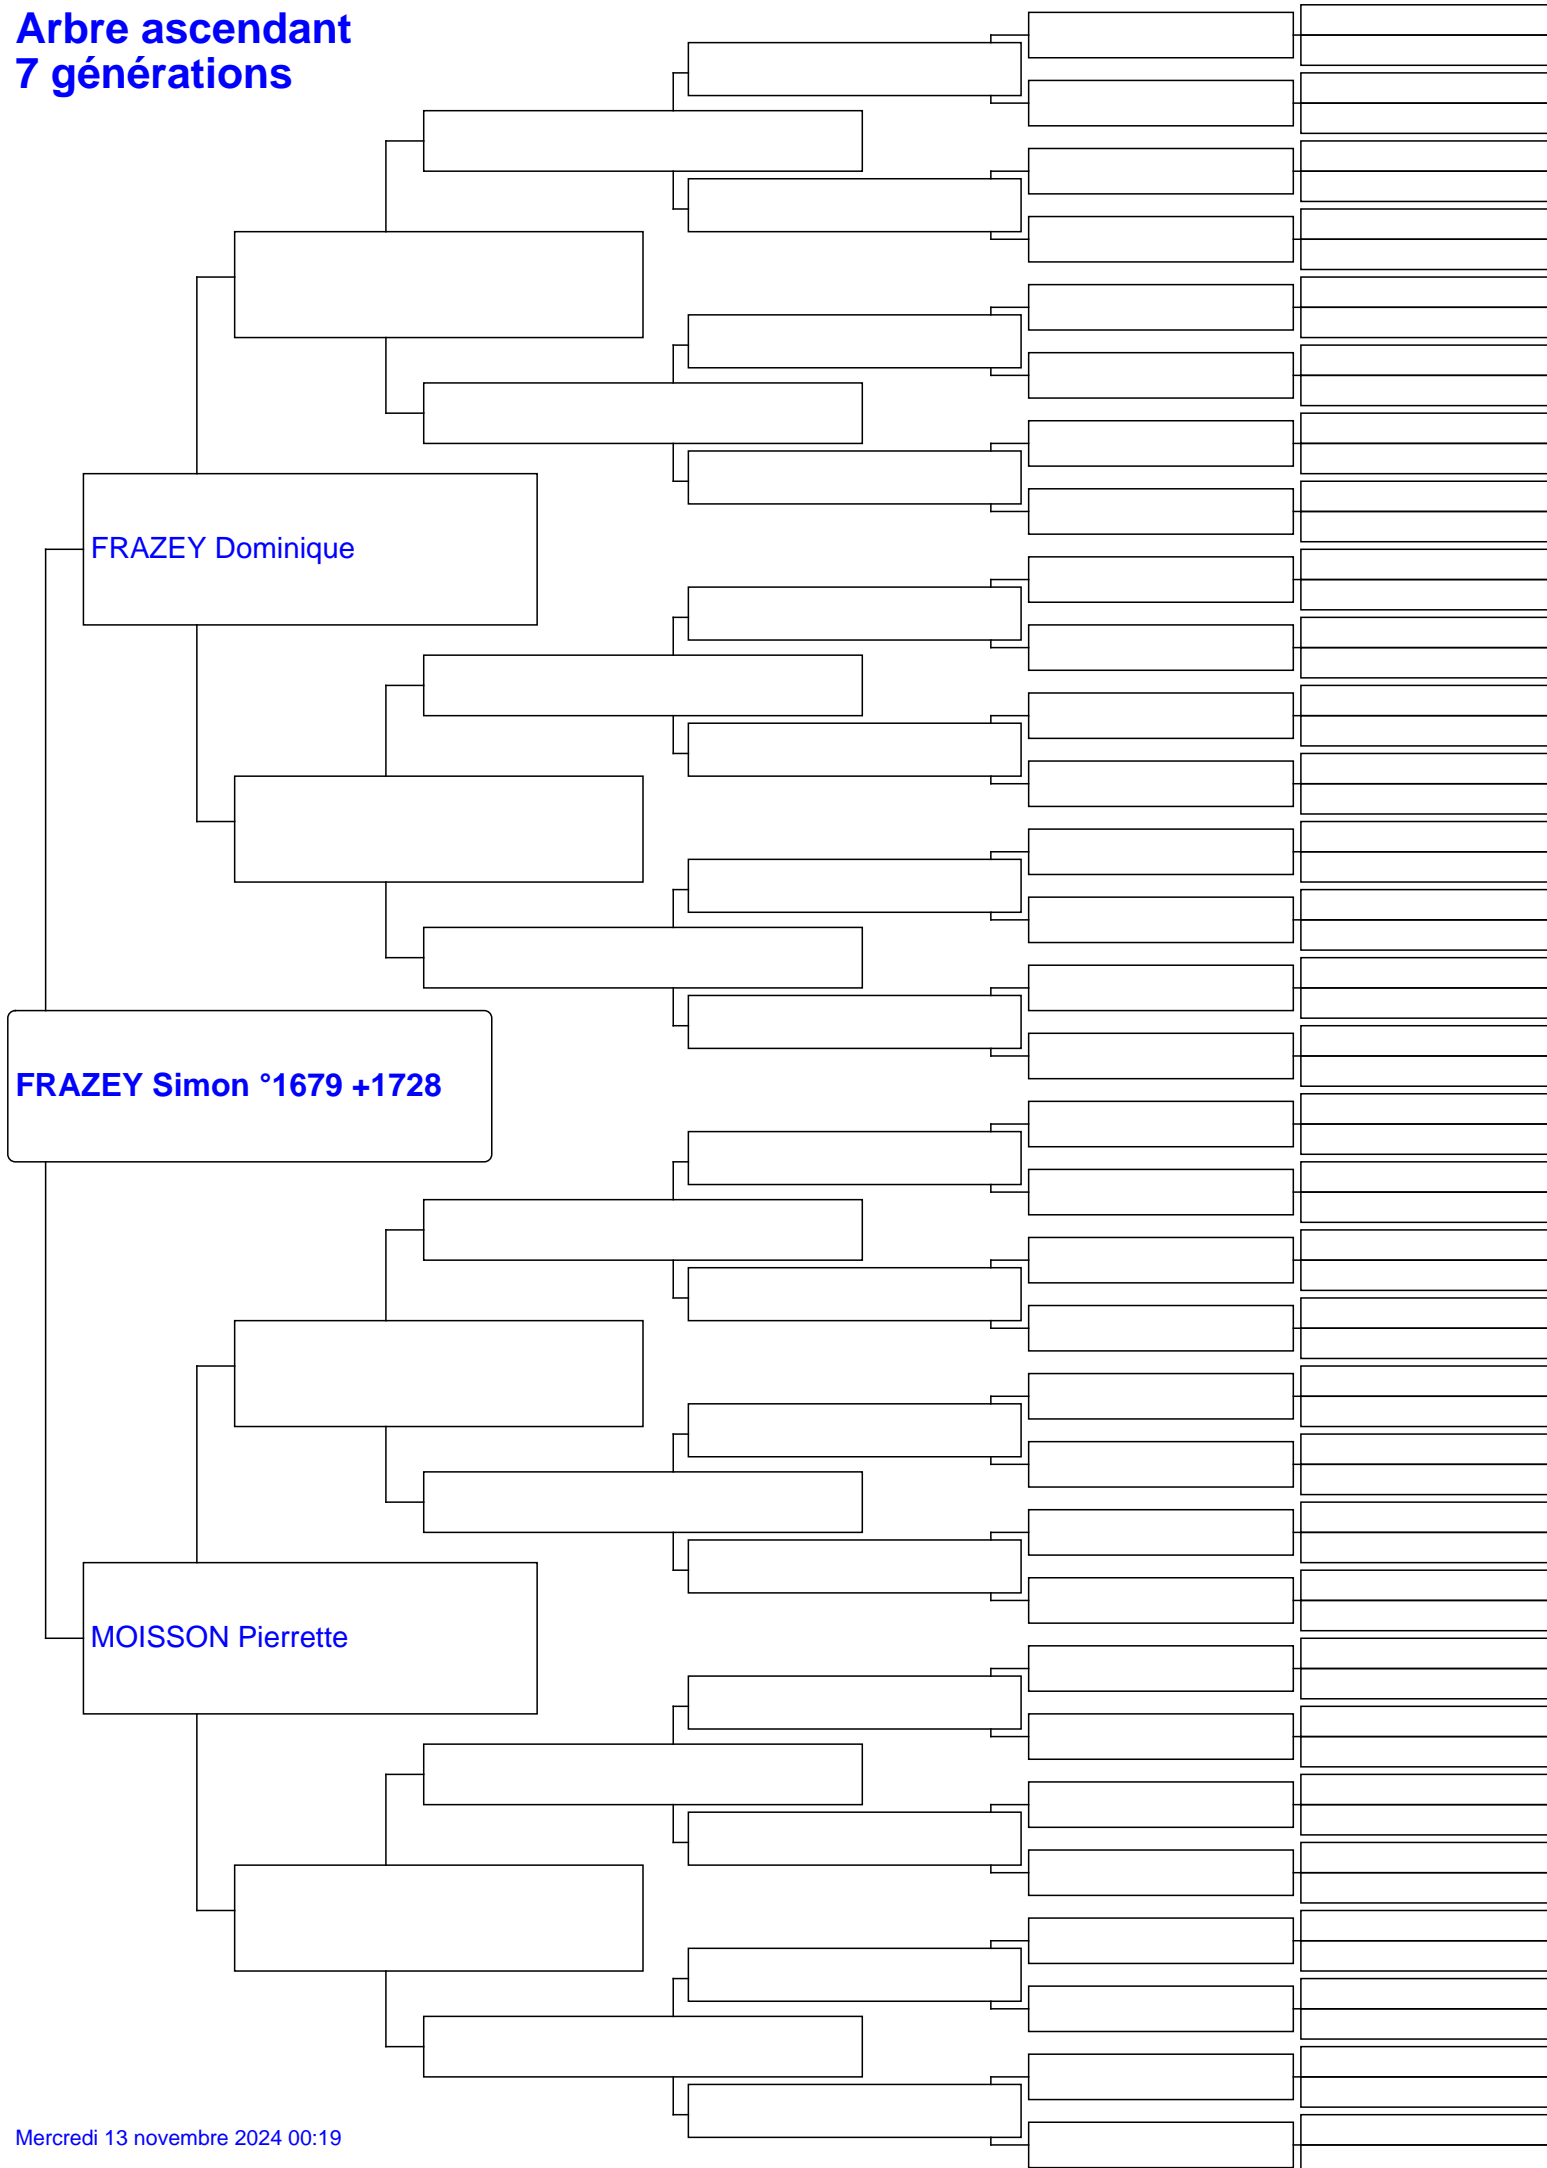 Arbre ascendant
7 générations
FRAZEY Dominique
FRAZEY Simon °1679 +1728
MOISSON Pierrette
Mercredi 13 novembre 2024 00:19